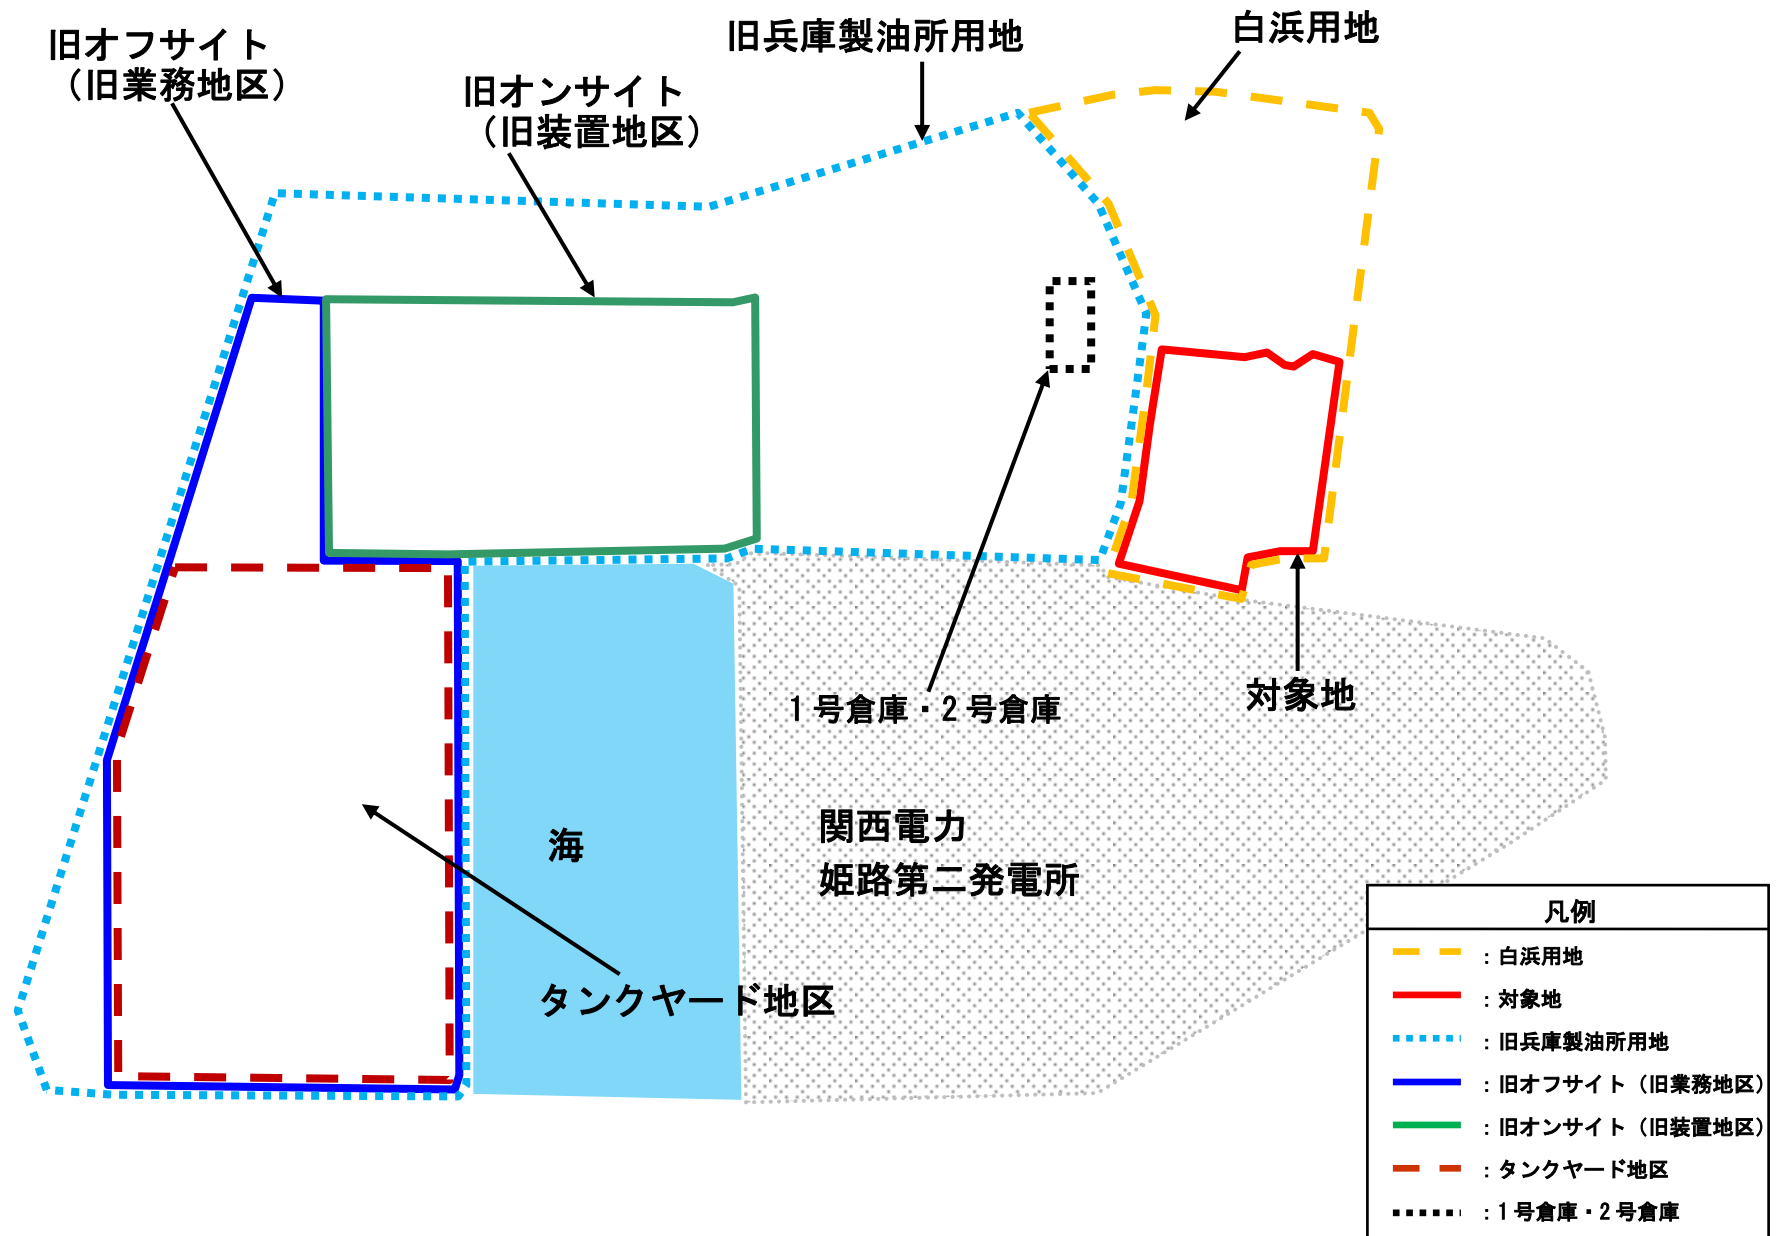 旧オフサイト
（旧業務地区）
旧オンサイト
（旧装置地区）
旧兵庫製油所用地
白浜用地
1号倉庫・2号倉庫
対象地
海
関西電力
姫路第二発電所
タンクヤード地区
凡例
：白浜用地
：対象地
：旧兵庫製油所用地
：旧オフサイト（旧業務地区）
：旧オンサイト（旧装置地区）
：タンクヤード地区
：1号倉庫・2号倉庫